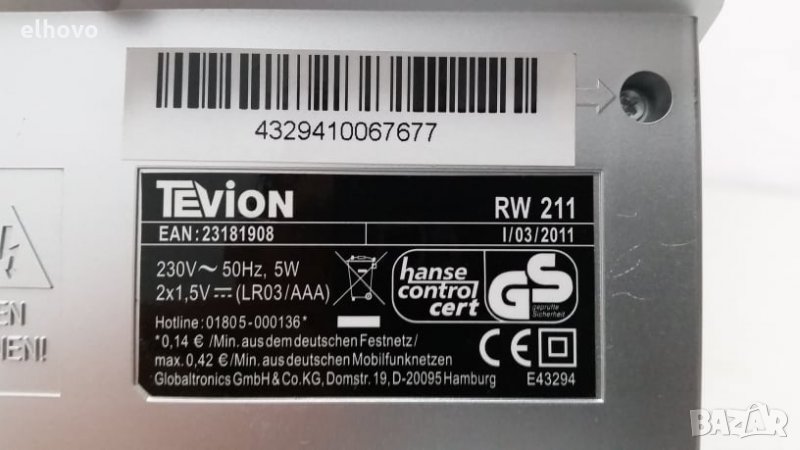 elhovo
4329410067677
TEVION
RW 211
EAN: 23181908
I/03/2011
230V~ 50Hz, 5W
2x1,5V (LR03/AAA)
hanse
control
cert
GS
geprüfte
Sicherheit
Hotline: 01805-000136*
*0,14 € /Min. aus dem deutschen Festnetz/
max. 0,42 € /Min. aus deutschen Mobilfunknetzen
Globaltronics GmbH & Co. KG, Domstr. 19, D-20095 Hamburg
CE
E43294
EN
EN!
BAZAR